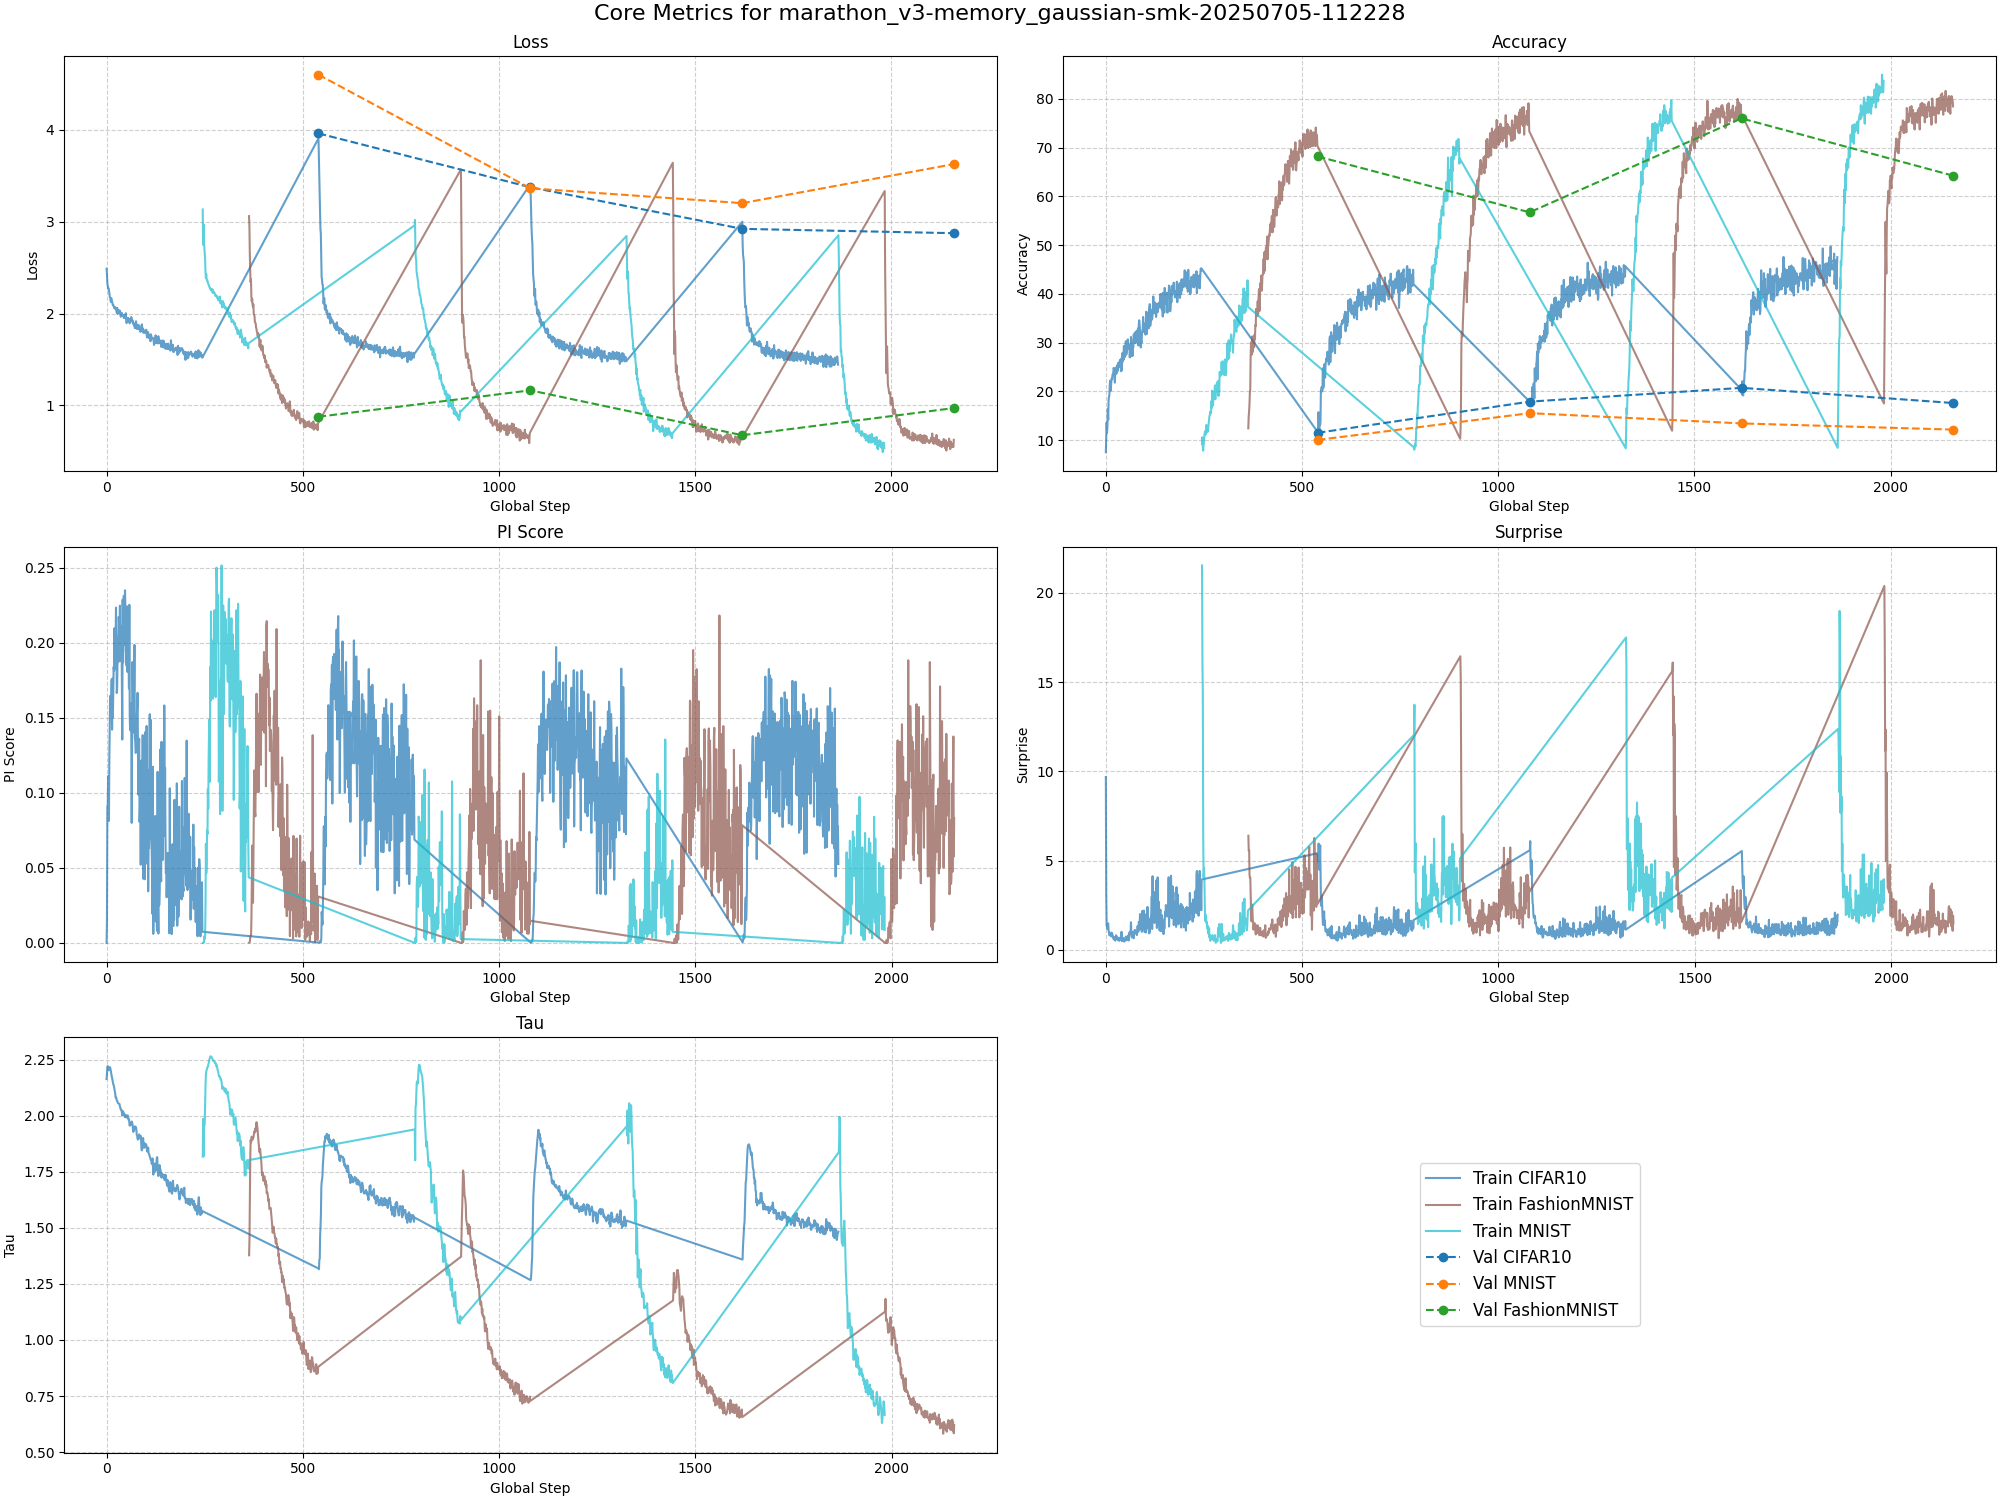 Core Metrics for marathon_v3-memory_gaussian-smk-20250705-112228
Loss
Loss
4
3
2
1
0
500
1000
1500
2000
Global Step
Accuracy
Accuracy
80
70
60
50
40
30
20
10
0
500
1000
1500
2000
Global Step
PI Score
PI Score
0.25
0.20
0.15
0.10
0.05
0.00
0
500
1000
1500
2000
Global Step
Surprise
Surprise
20
15
10
5
0
0
500
1000
1500
2000
Global Step
Tau
Tau
2.25
2.00
1.75
1.50
1.25
1.00
0.75
0.50
0
500
1000
1500
2000
Global Step
Train CIFAR10
Train FashionMNIST
Train MNIST
Val CIFAR10
Val MNIST
Val FashionMNIST